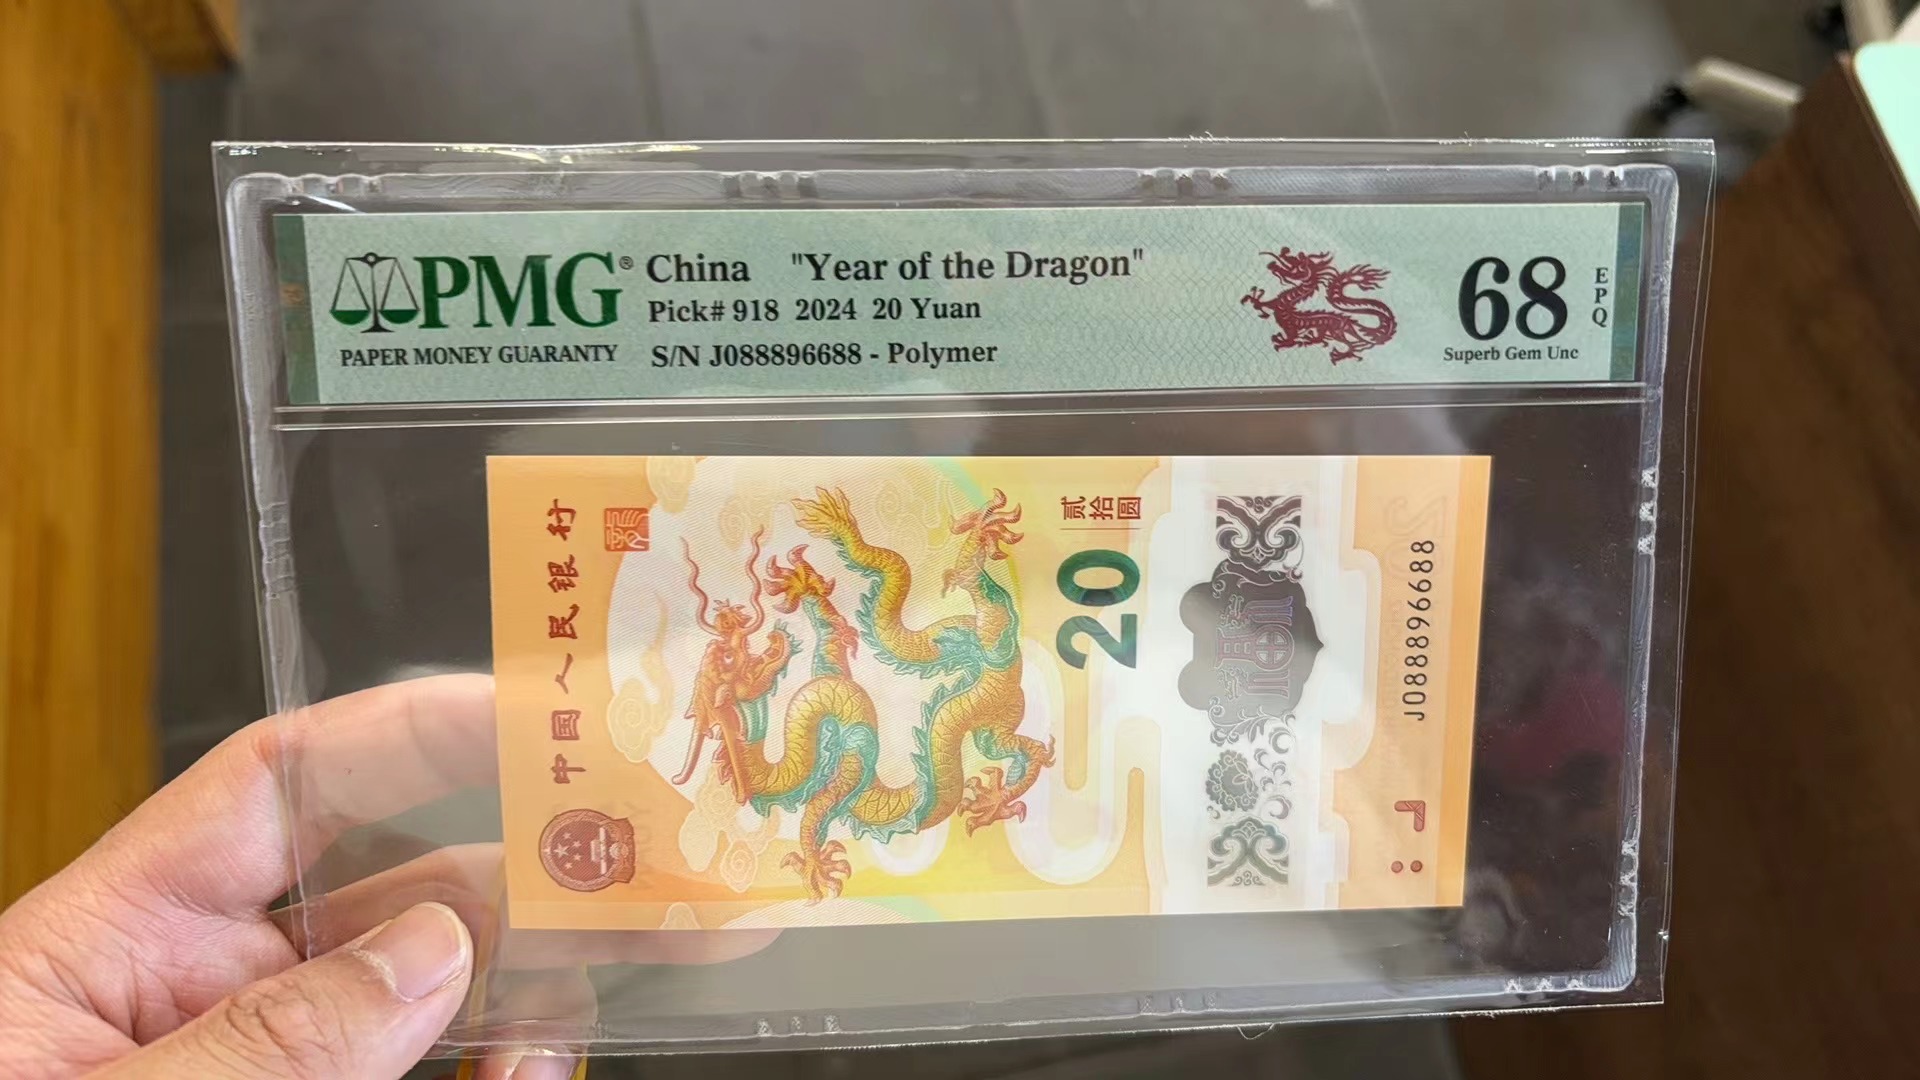 PMG®
PAPER MONEY GUARANTY
China "Year of the Dragon"
Pick# 918 2024 20 Yuan
S/N J088896688 - Polymer
68
EPQ
Superb Gem Unc
中国人民银行
贰拾圆
20
J088896688